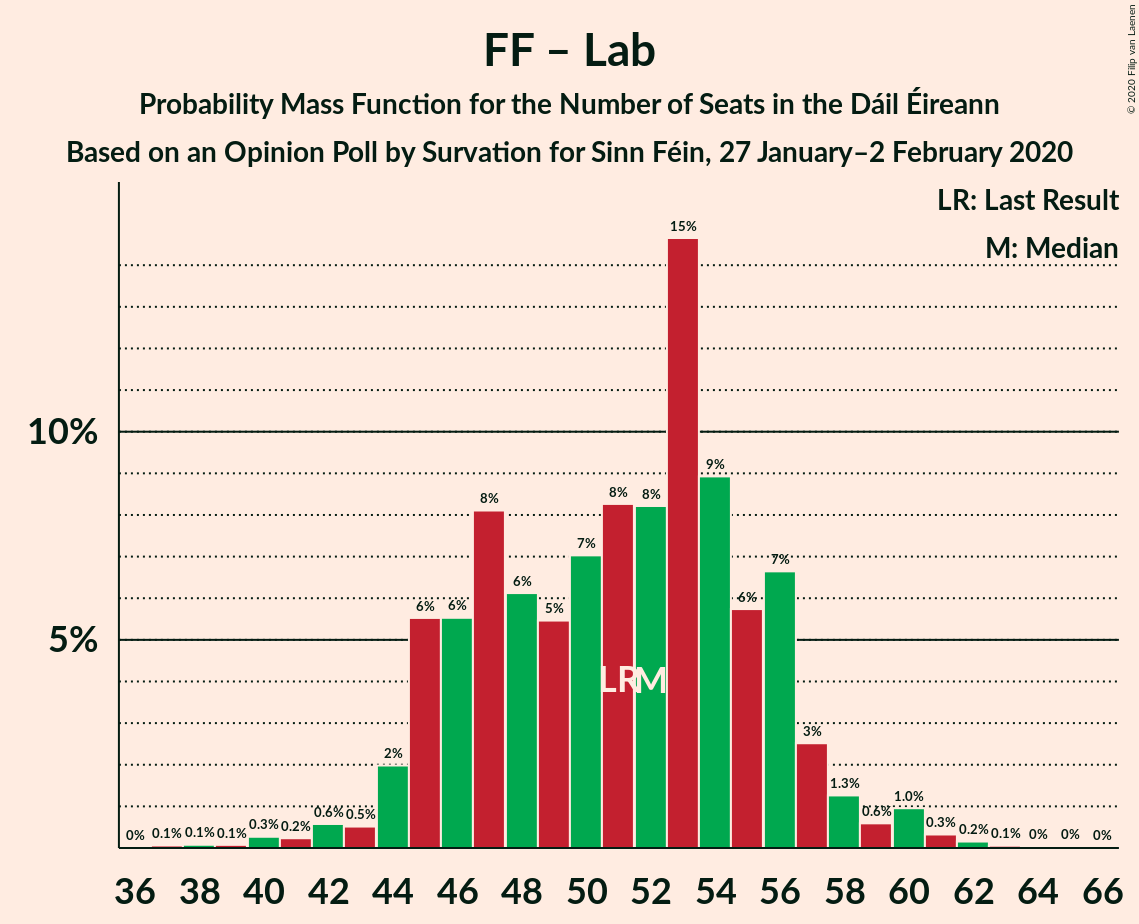 FF – Lab
Probability Mass Function for the Number of Seats in the Dáil Éireann
Based on an Opinion Poll by Survation for Sinn Féin, 27 January–2 February 2020
© 2020 Filip van Laenen
LR: Last Result
M: Median
10%
5%
0% 0.1% 0.1% 0.1% 0.3% 0.2% 0.6% 0.5% 2% 6% 6% 8% 6% 5% 7% 8% 8% 15% 9% 6% 7% 3% 1.3% 0.6% 1.0% 0.3% 0.2% 0.1% 0% 0% 0%
LR M
36 38 40 42 44 46 48 50 52 54 56 58 60 62 64 66